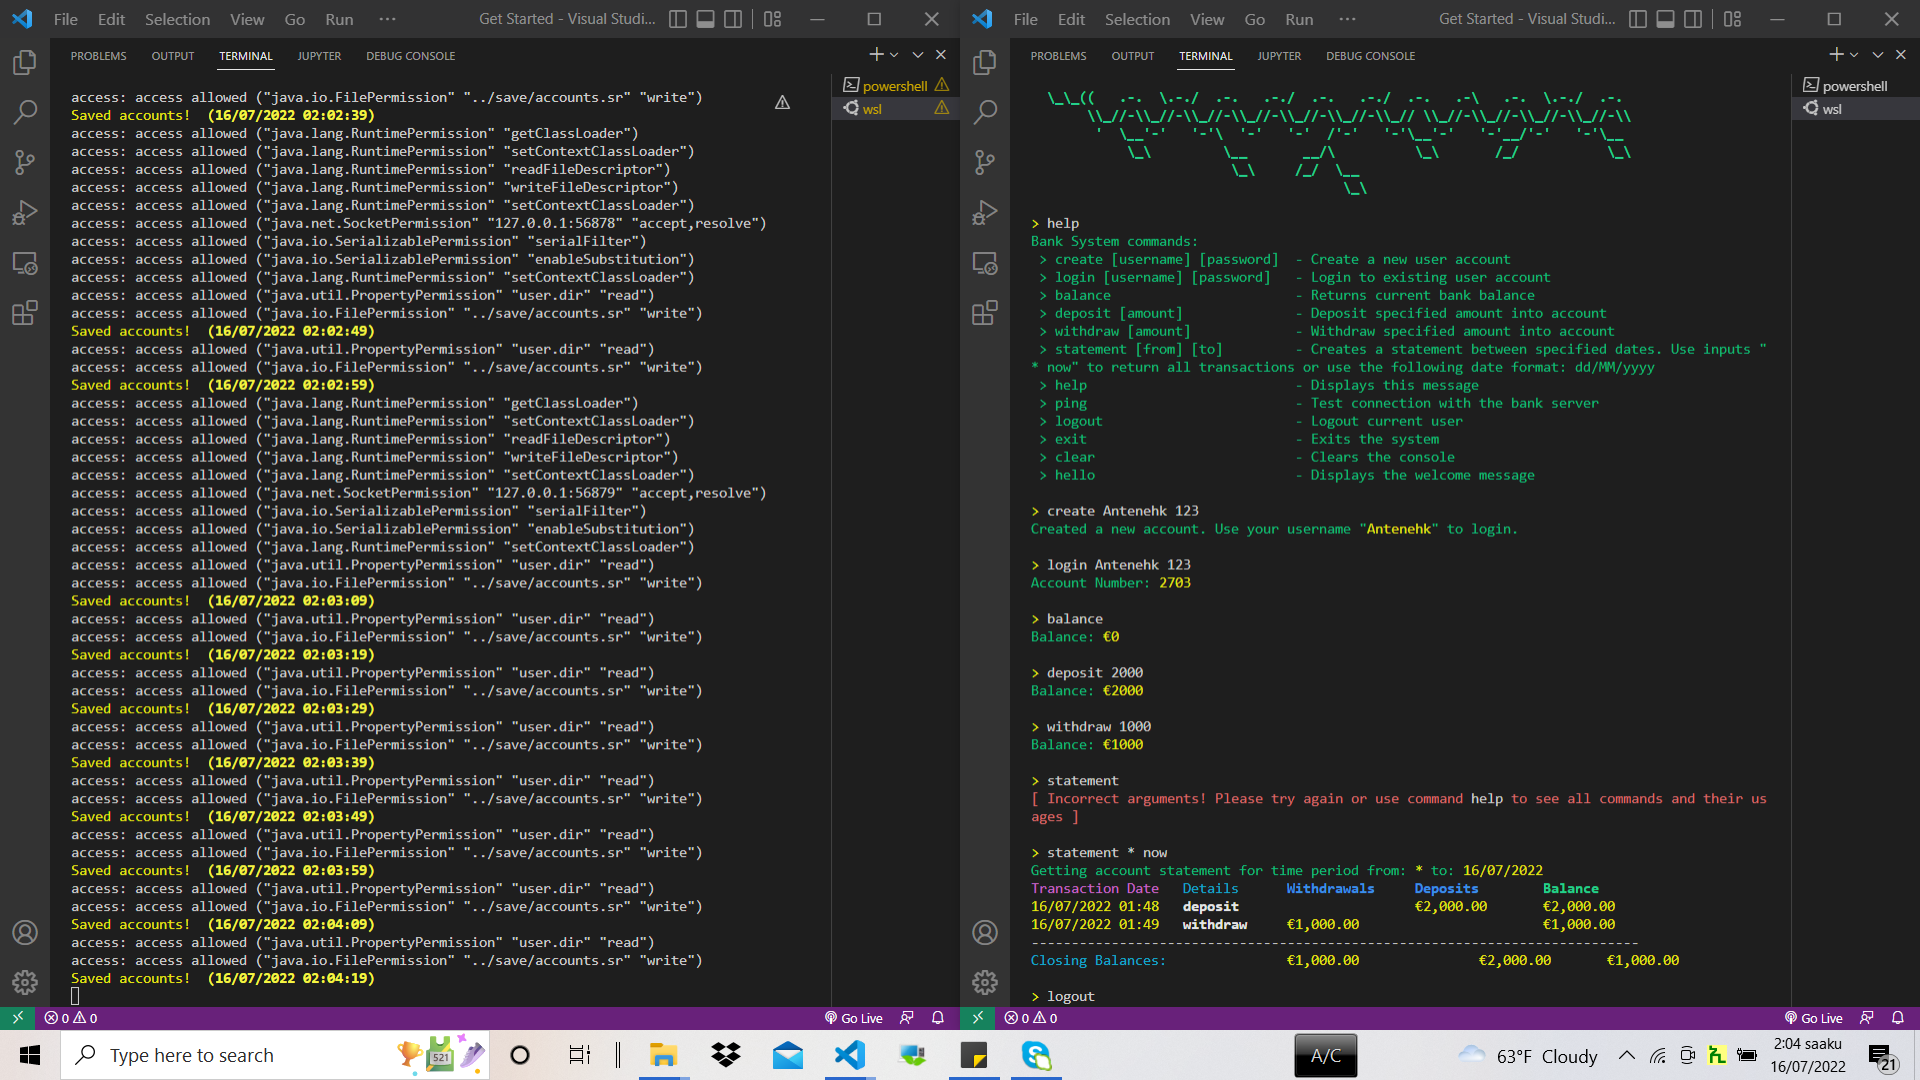 File Edit Selection View Go Run ··· Get Started - Visual Studi...
PROBLEMS OUTPUT TERMINAL JUPYTER DEBUG CONSOLE
powershell
wsl
access: access allowed ("java.io.FilePermission" "../save/accounts.sr" "write")
Saved accounts! (16/07/2022 02:02:39)
access: access allowed ("java.lang.RuntimePermission" "getClassLoader")
access: access allowed ("java.lang.RuntimePermission" "setContextClassLoader")
access: access allowed ("java.lang.RuntimePermission" "readFileDescriptor")
access: access allowed ("java.lang.RuntimePermission" "writeFileDescriptor")
access: access allowed ("java.lang.RuntimePermission" "setContextClassLoader")
access: access allowed ("java.net.SocketPermission" "127.0.0.1:56878" "accept,resolve")
access: access allowed ("java.io.SerializablePermission" "serialFilter")
access: access allowed ("java.io.SerializablePermission" "enableSubstitution")
access: access allowed ("java.lang.RuntimePermission" "setContextClassLoader")
access: access allowed ("java.util.PropertyPermission" "user.dir" "read")
access: access allowed ("java.io.FilePermission" "../save/accounts.sr" "write")
Saved accounts! (16/07/2022 02:02:49)
access: access allowed ("java.util.PropertyPermission" "user.dir" "read")
access: access allowed ("java.io.FilePermission" "../save/accounts.sr" "write")
Saved accounts! (16/07/2022 02:02:59)
access: access allowed ("java.lang.RuntimePermission" "getClassLoader")
access: access allowed ("java.lang.RuntimePermission" "setContextClassLoader")
access: access allowed ("java.lang.RuntimePermission" "readFileDescriptor")
access: access allowed ("java.lang.RuntimePermission" "writeFileDescriptor")
access: access allowed ("java.lang.RuntimePermission" "setContextClassLoader")
access: access allowed ("java.net.SocketPermission" "127.0.0.1:56879" "accept,resolve")
access: access allowed ("java.io.SerializablePermission" "serialFilter")
access: access allowed ("java.io.SerializablePermission" "enableSubstitution")
access: access allowed ("java.lang.RuntimePermission" "setContextClassLoader")
access: access allowed ("java.util.PropertyPermission" "user.dir" "read")
access: access allowed ("java.io.FilePermission" "../save/accounts.sr" "write")
Saved accounts! (16/07/2022 02:03:09)
access: access allowed ("java.util.PropertyPermission" "user.dir" "read")
access: access allowed ("java.io.FilePermission" "../save/accounts.sr" "write")
Saved accounts! (16/07/2022 02:03:19)
access: access allowed ("java.util.PropertyPermission" "user.dir" "read")
access: access allowed ("java.io.FilePermission" "../save/accounts.sr" "write")
Saved accounts! (16/07/2022 02:03:29)
access: access allowed ("java.util.PropertyPermission" "user.dir" "read")
access: access allowed ("java.io.FilePermission" "../save/accounts.sr" "write")
Saved accounts! (16/07/2022 02:03:39)
access: access allowed ("java.util.PropertyPermission" "user.dir" "read")
access: access allowed ("java.io.FilePermission" "../save/accounts.sr" "write")
Saved accounts! (16/07/2022 02:03:49)
access: access allowed ("java.util.PropertyPermission" "user.dir" "read")
access: access allowed ("java.io.FilePermission" "../save/accounts.sr" "write")
Saved accounts! (16/07/2022 02:03:59)
access: access allowed ("java.util.PropertyPermission" "user.dir" "read")
access: access allowed ("java.io.FilePermission" "../save/accounts.sr" "write")
Saved accounts! (16/07/2022 02:04:09)
access: access allowed ("java.util.PropertyPermission" "user.dir" "read")
access: access allowed ("java.io.FilePermission" "../save/accounts.sr" "write")
Saved accounts! (16/07/2022 02:04:19)
0 0 Go Live
File Edit Selection View Go Run ··· Get Started - Visual Studi...
PROBLEMS OUTPUT TERMINAL JUPYTER DEBUG CONSOLE
powershell
wsl
> help
Bank System commands:
> create [username] [password] - Create a new user account
> login [username] [password] - Login to existing user account
> balance - Returns current bank balance
> deposit [amount] - Deposit specified amount into account
> withdraw [amount] - Withdraw specified amount into account
> statement [from] [to] - Creates a statement between specified dates. Use inputs "
* now" to return all transactions or use the following date format: dd/MM/yyyy
> help - Displays this message
> ping - Test connection with the bank server
> logout - Logout current user
> exit - Exits the system
> clear - Clears the console
> hello - Displays the welcome message
> create Antenehk 123
Created a new account. Use your username "Antenehk" to login.
> login Antenehk 123
Account Number: 2703
> balance
Balance: €0
> deposit 2000
Balance: €2000
> withdraw 1000
Balance: €1000
> statement
[ Incorrect arguments! Please try again or use command help to see all commands and their us
ages ]
> statement * now
Getting account statement for time period from: * to: 16/07/2022
Transaction Date Details Withdrawals Deposits Balance
16/07/2022 01:48 deposit €2,000.00 €2,000.00
16/07/2022 01:49 withdraw €1,000.00 €1,000.00
----------------------------------------------------------------------------
Closing Balances: €1,000.00 €2,000.00 €1,000.00
> logout
0 0 Go Live
Type here to search
521
A/C
63°F Cloudy
2:04 saaku
16/07/2022
21